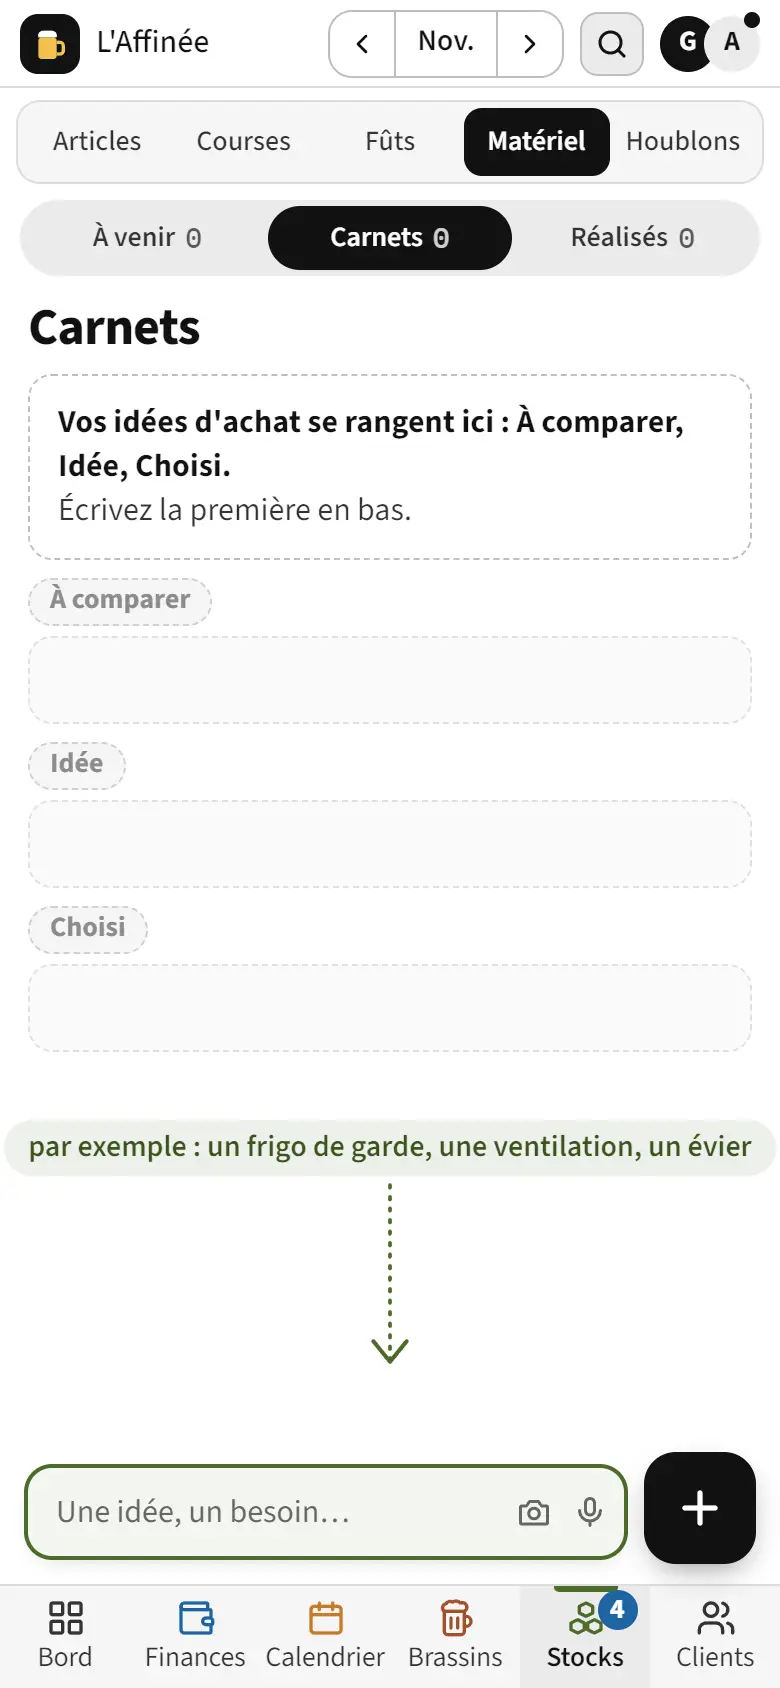 L'Affinée
Nov.
G
A
Articles
Courses
Fûts
Matériel
Houblons
À venir 0
Carnets 0
Réalisés 0
Carnets
Vos idées d'achat se rangent ici : À comparer,
Idée, Choisi.
Écrivez la première en bas.
À comparer
Idée
Choisi
par exemple : un frigo de garde, une ventilation, un évier
Une idée, un besoin…
4
Bord
Finances
Calendrier
Brassins
Stocks
Clients